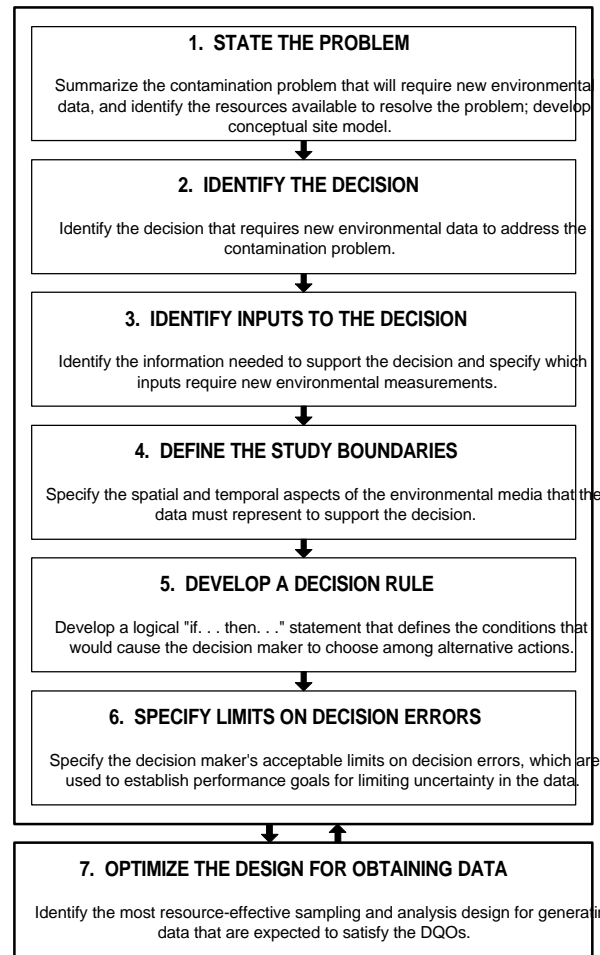 1. STATE THE PROBLEM
Summarize the contamination problem that will require new environmental
data, and identify the resources available to resolve the problem; develop
conceptual site model.
2. IDENTIFY THE DECISION
Identify the decision that requires new environmental data to address the
contamination problem.
3. IDENTIFY INPUTS TO THE DECISION
Identify the information needed to support the decision and specify which
inputs require new environmental measurements.
4. DEFINE THE STUDY BOUNDARIES
Specify the spatial and temporal aspects of the environmental media that the
data must represent to support the decision.
5. DEVELOP A DECISION RULE
Develop a logical "if. . . then. . ." statement that defines the conditions that
would cause the decision maker to choose among alternative actions.
6. SPECIFY LIMITS ON DECISION ERRORS
Specify the decision maker's acceptable limits on decision errors, which are
used to establish performance goals for limiting uncertainty in the data.
7. OPTIMIZE THE DESIGN FOR OBTAINING DATA
Identify the most resource-effective sampling and analysis design for
data that are expected to satisfy the DQOs.